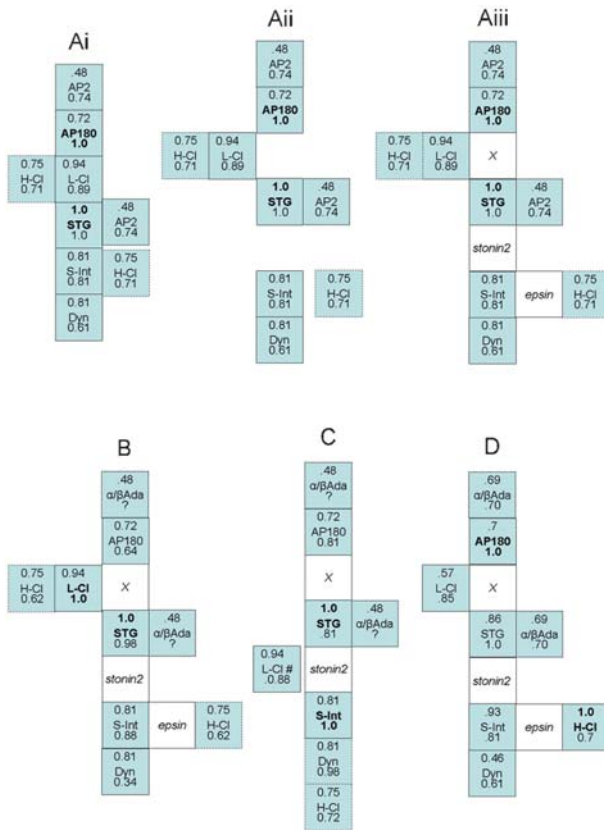 Ai
.48
AP2
0.74
0.72
AP180
1.0
0.75
H-Cl
0.71
0.94
L-Cl
0.89
1.0
STG
1.0
.48
AP2
0.74
0.81
S-Int
0.81
0.75
H-Cl
0.71
0.81
Dyn
0.61
Aii
.48
AP2
0.74
0.72
AP180
1.0
0.75
H-Cl
0.71
0.94
L-Cl
0.89
1.0
STG
1.0
.48
AP2
0.74
0.81
S-Int
0.81
0.75
H-Cl
0.71
0.81
Dyn
0.61
Aiii
.48
AP2
0.74
0.72
AP180
1.0
0.75
H-Cl
0.71
0.94
L-Cl
0.89
X
1.0
STG
1.0
.48
AP2
0.74
stonin2
0.81
S-Int
0.81
epsin
0.75
H-Cl
0.71
0.81
Dyn
0.61
B
.48
α/βAda
?
0.72
AP180
0.64
0.75
H-Cl
0.62
0.94
L-Cl
1.0
X
1.0
STG
0.98
.48
α/βAda
?
stonin2
0.81
S-Int
0.88
epsin
0.75
H-Cl
0.62
0.81
Dyn
0.34
C
.48
α/βAda
?
0.72
AP180
0.81
X
1.0
STG
.81
.48
α/βAda
?
0.94
L-Cl #
.0.88
stonin2
0.81
S-Int
1.0
0.81
Dyn
0.98
0.75
H-Cl
0.72
D
.69
α/βAda
.70
.7
AP180
1.0
.57
L-Cl
.85
X
.86
STG
1.0
.69
α/βAda
.70
stonin2
.93
S-Int
.81
epsin
1.0
H-Cl
0.7
0.46
Dyn
0.61